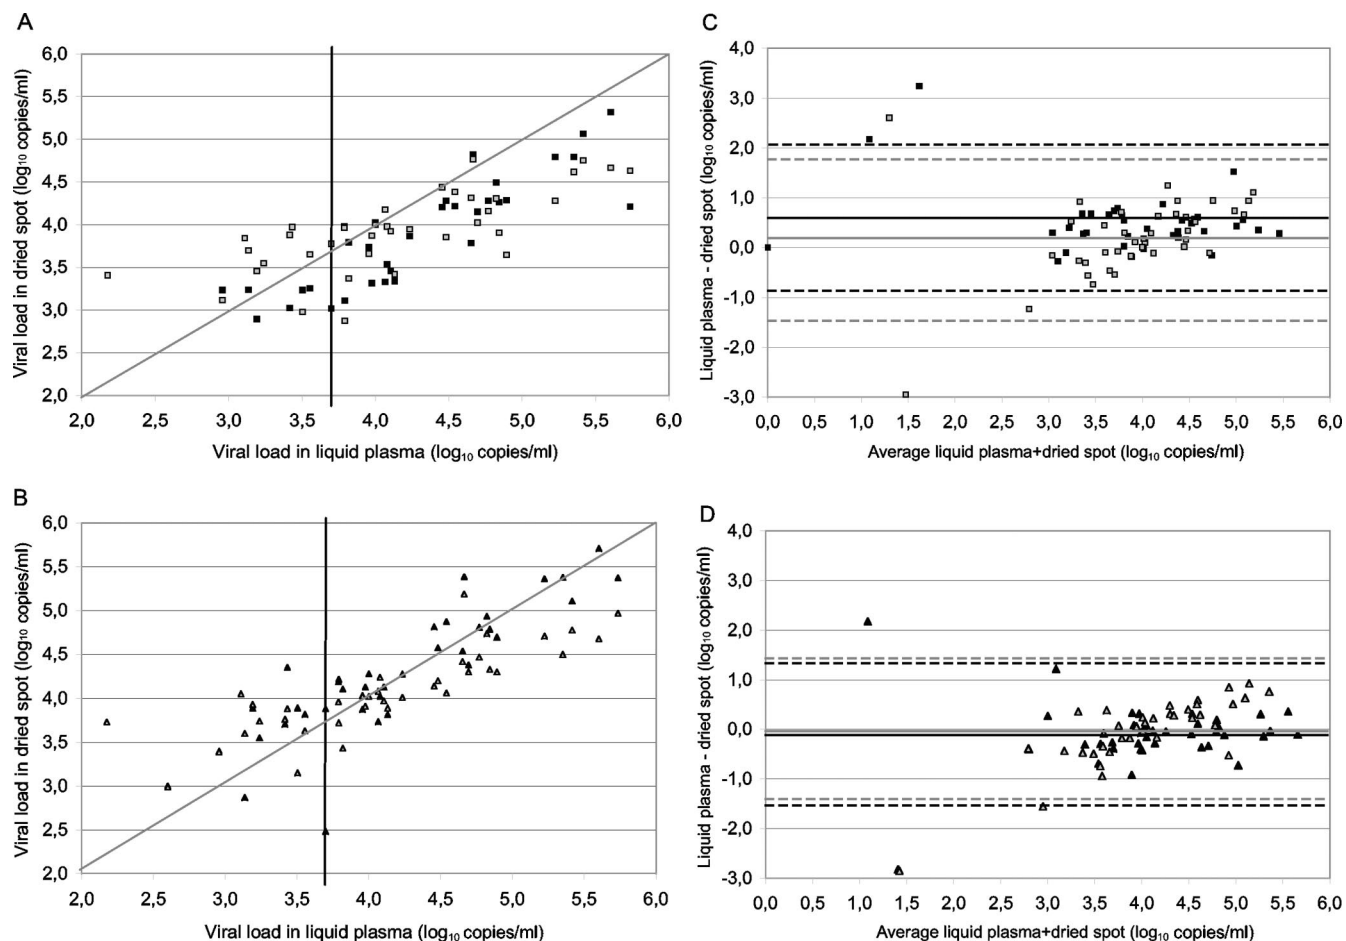 A
Viral load in dried spot (log₁₀ copies/ml)
6,0
5,5
5,0
4,5
4,0
3,5
3,0
2,5
2,0
2,0 2,5 3,0 3,5 4,0 4,5 5,0 5,5 6,0
Viral load in liquid plasma (log₁₀ copies/ml)
C
Liquid plasma - dried spot (log₁₀ copies/ml)
4,0
3,0
2,0
1,0
0,0
-1,0
-2,0
-3,0
0,0 0,5 1,0 1,5 2,0 2,5 3,0 3,5 4,0 4,5 5,0 5,5 6,0
Average liquid plasma+dried spot (log₁₀ copies/ml)
B
Viral load in dried spot (log₁₀ copies/ml)
6,0
5,5
5,0
4,5
4,0
3,5
3,0
2,5
2,0
2,0 2,5 3,0 3,5 4,0 4,5 5,0 5,5 6,0
Viral load in liquid plasma (log₁₀ copies/ml)
D
Liquid plasma - dried spot (log₁₀ copies/ml)
4,0
3,0
2,0
1,0
0,0
-1,0
-2,0
-3,0
0,0 0,5 1,0 1,5 2,0 2,5 3,0 3,5 4,0 4,5 5,0 5,5 6,0
Average liquid plasma+dried spot (log₁₀ copies/ml)